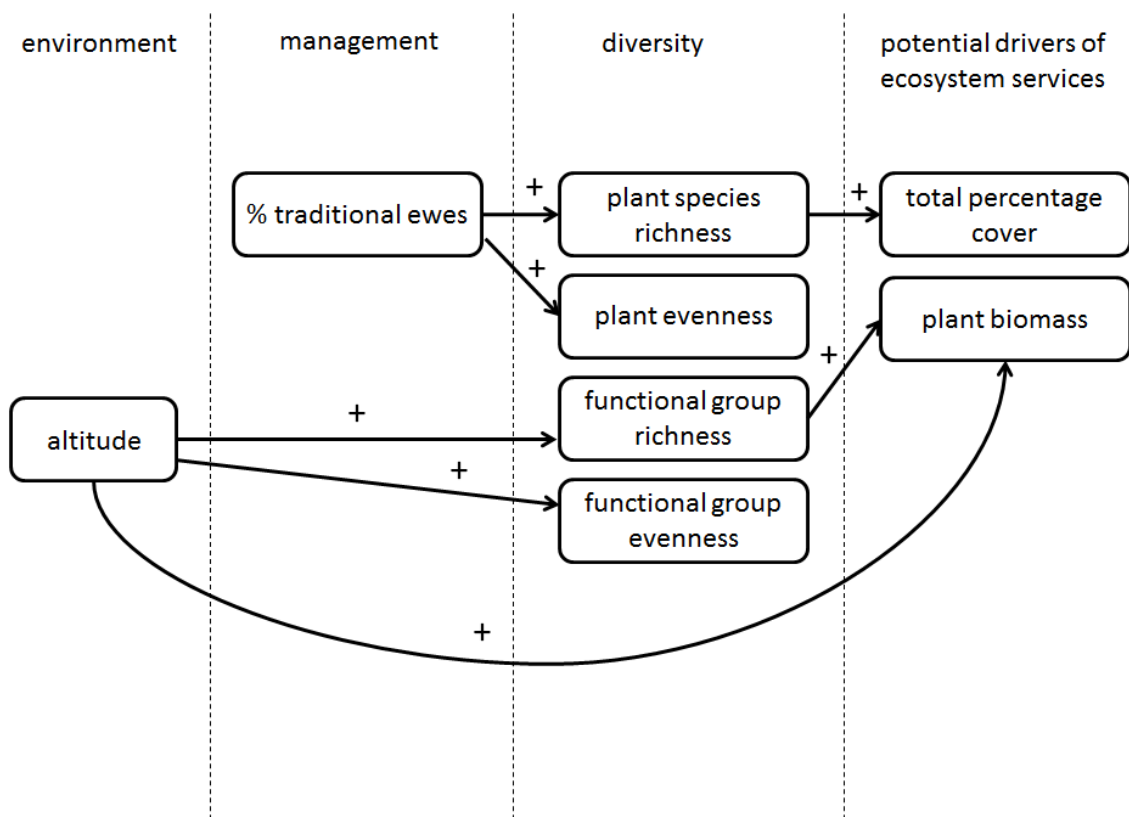 environment
management
diversity
potential drivers of
ecosystem services
% traditional ewes
+
plant species
richness
+
total percentage
cover
+
plant evenness
plant biomass
+
altitude
+
functional group
richness
+
functional group
evenness
+